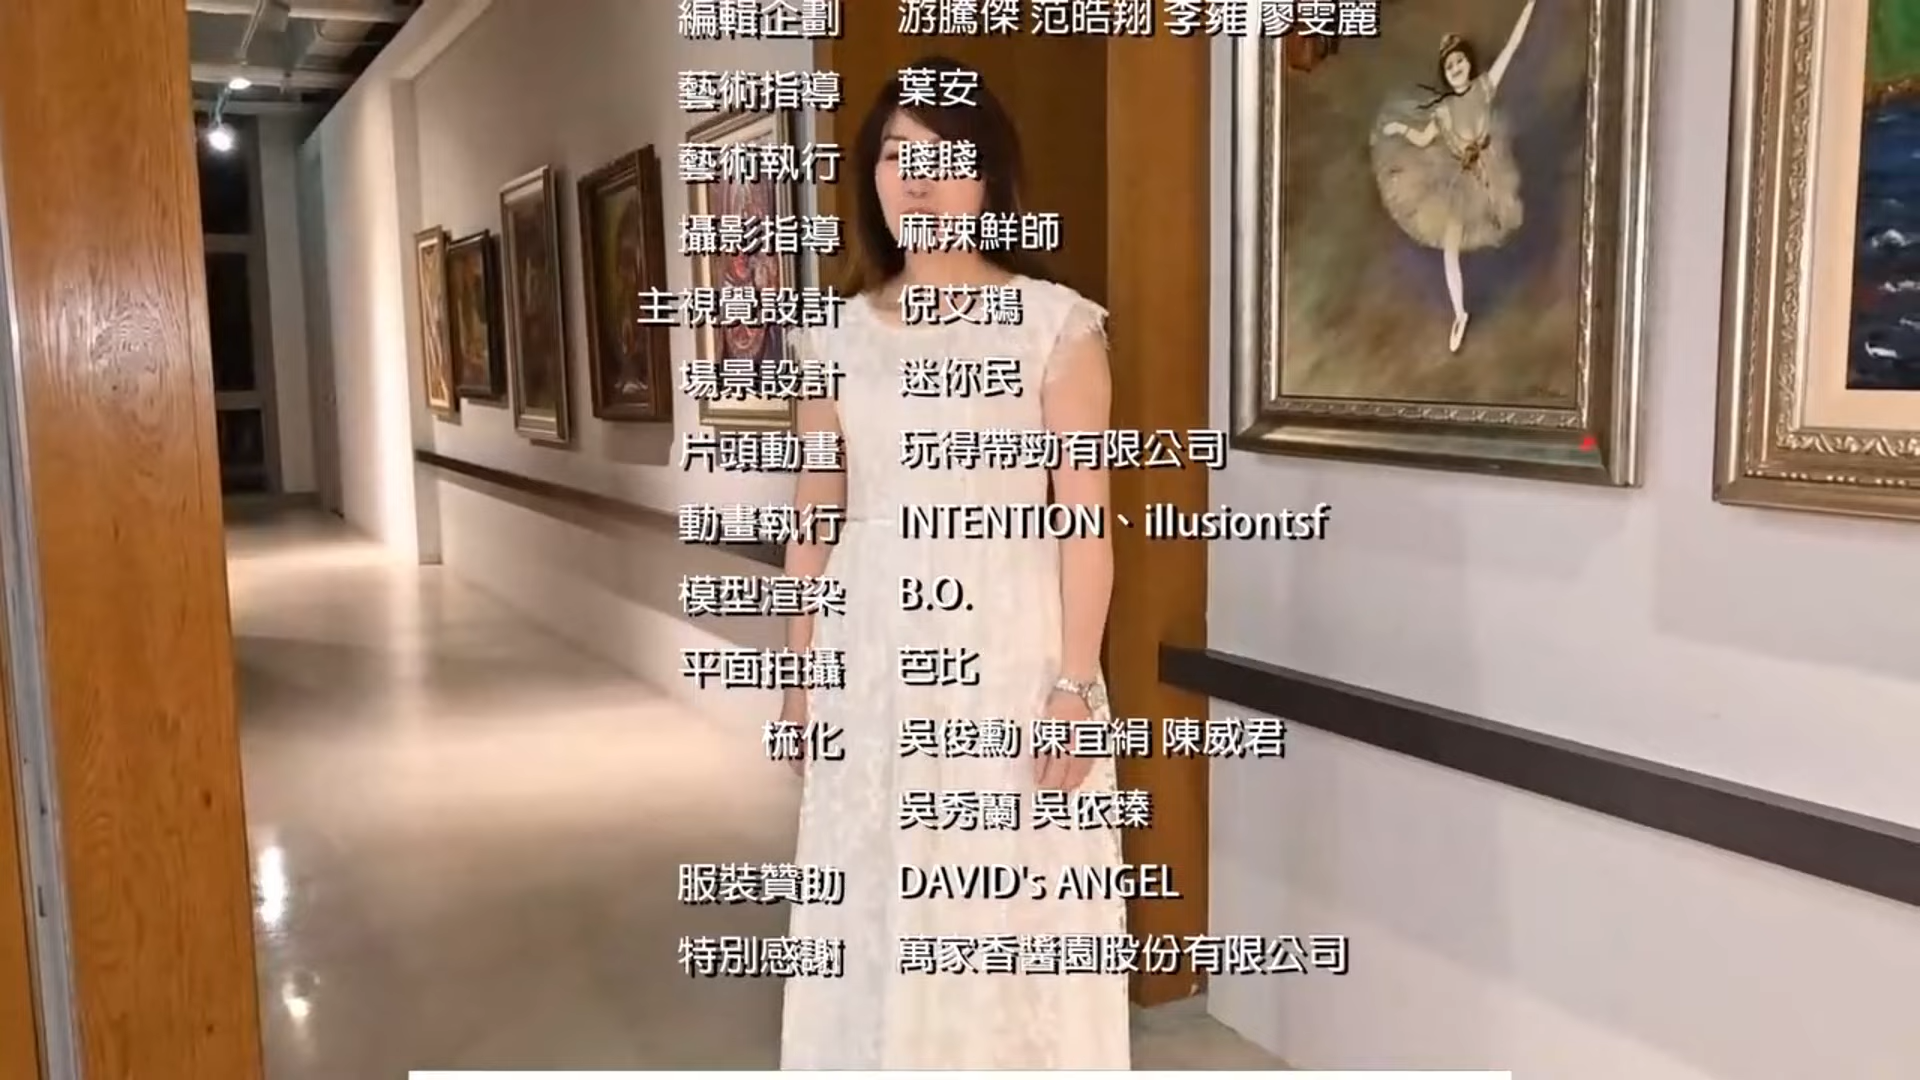 編輯企劃 游騰傑 范皓翔 李雍 廖雯麗
藝術指導 葉安
藝術執行 賤賤
攝影指導 麻辣鮮師
主視覺設計 倪艾鵝
場景設計 迷你民
片頭動畫 玩得帶勁有限公司
動畫執行 INTENTION、illusiontsf
模型渲染 B.O.
平面拍攝 芭比
梳化 吳俊勳 陳宜絹 陳威君
吳秀蘭 吳依臻
服裝贊助 DAVID's ANGEL
特別感謝 萬家香醬園股份有限公司